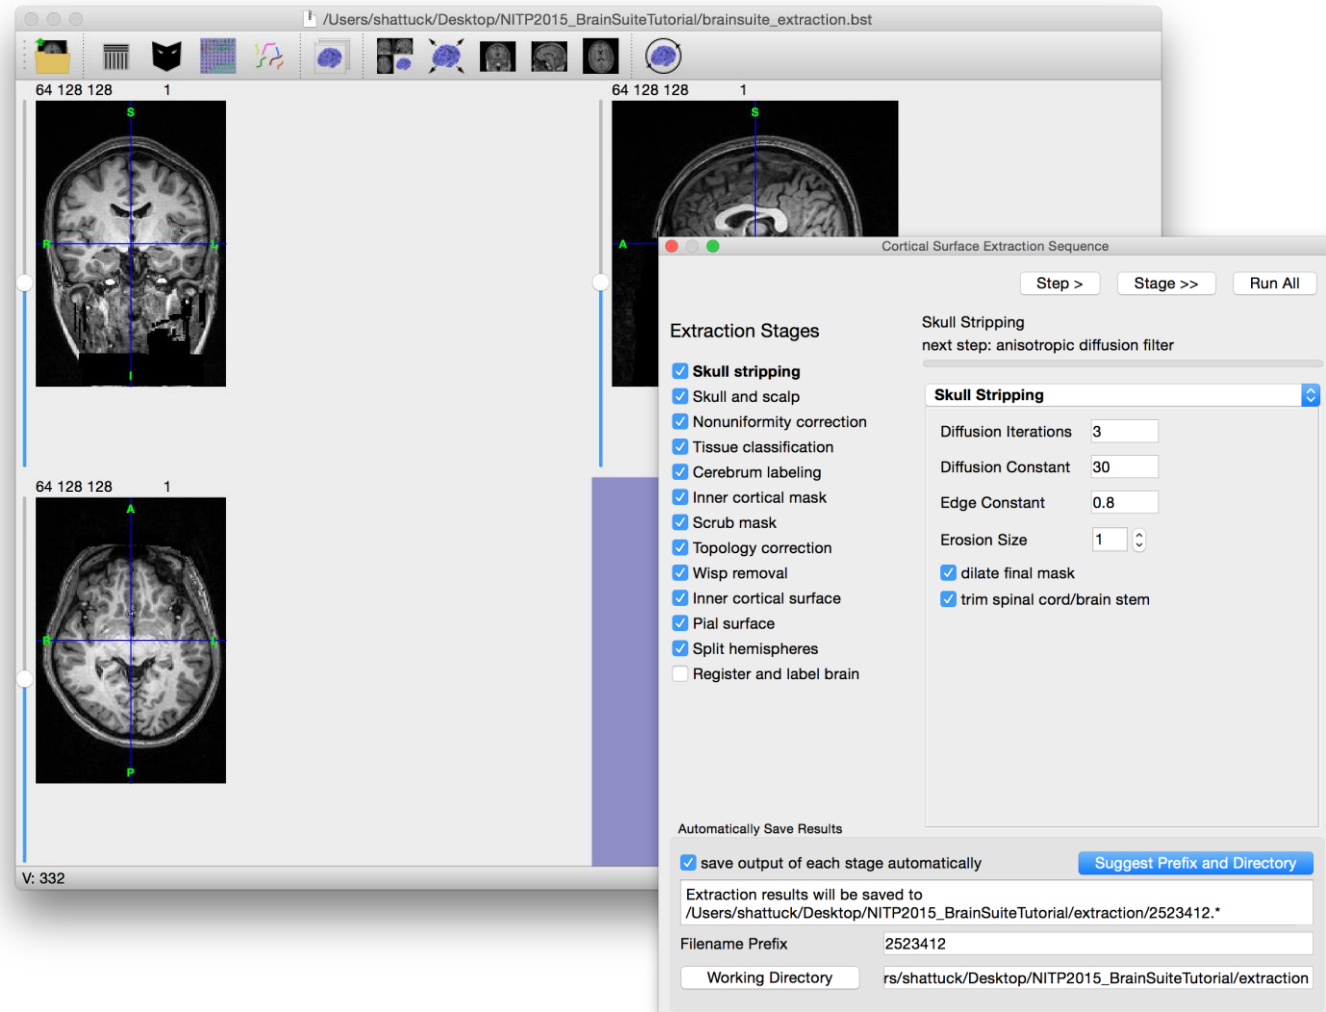 /Users/shattuck/Desktop/NITP2015_BrainSuiteTutorial/brainsuite_extraction.bst
64 128 128 1
S
R
L
I
64 128 128 1
S
A
64 128 128 1
A
R
L
P
V: 332
Cortical Surface Extraction Sequence
Step >
Stage >>
Run All
Extraction Stages
Skull stripping
Skull and scalp
Nonuniformity correction
Tissue classification
Cerebrum labeling
Inner cortical mask
Scrub mask
Topology correction
Wisp removal
Inner cortical surface
Pial surface
Split hemispheres
Register and label brain
Skull Stripping
next step: anisotropic diffusion filter
Skull Stripping
Diffusion Iterations 3
Diffusion Constant 30
Edge Constant 0.8
Erosion Size 1
dilate final mask
trim spinal cord/brain stem
Automatically Save Results
save output of each stage automatically
Suggest Prefix and Directory
Extraction results will be saved to
/Users/shattuck/Desktop/NITP2015_BrainSuiteTutorial/extraction/2523412.*
Filename Prefix 2523412
Working Directory rs/shattuck/Desktop/NITP2015_BrainSuiteTutorial/extraction